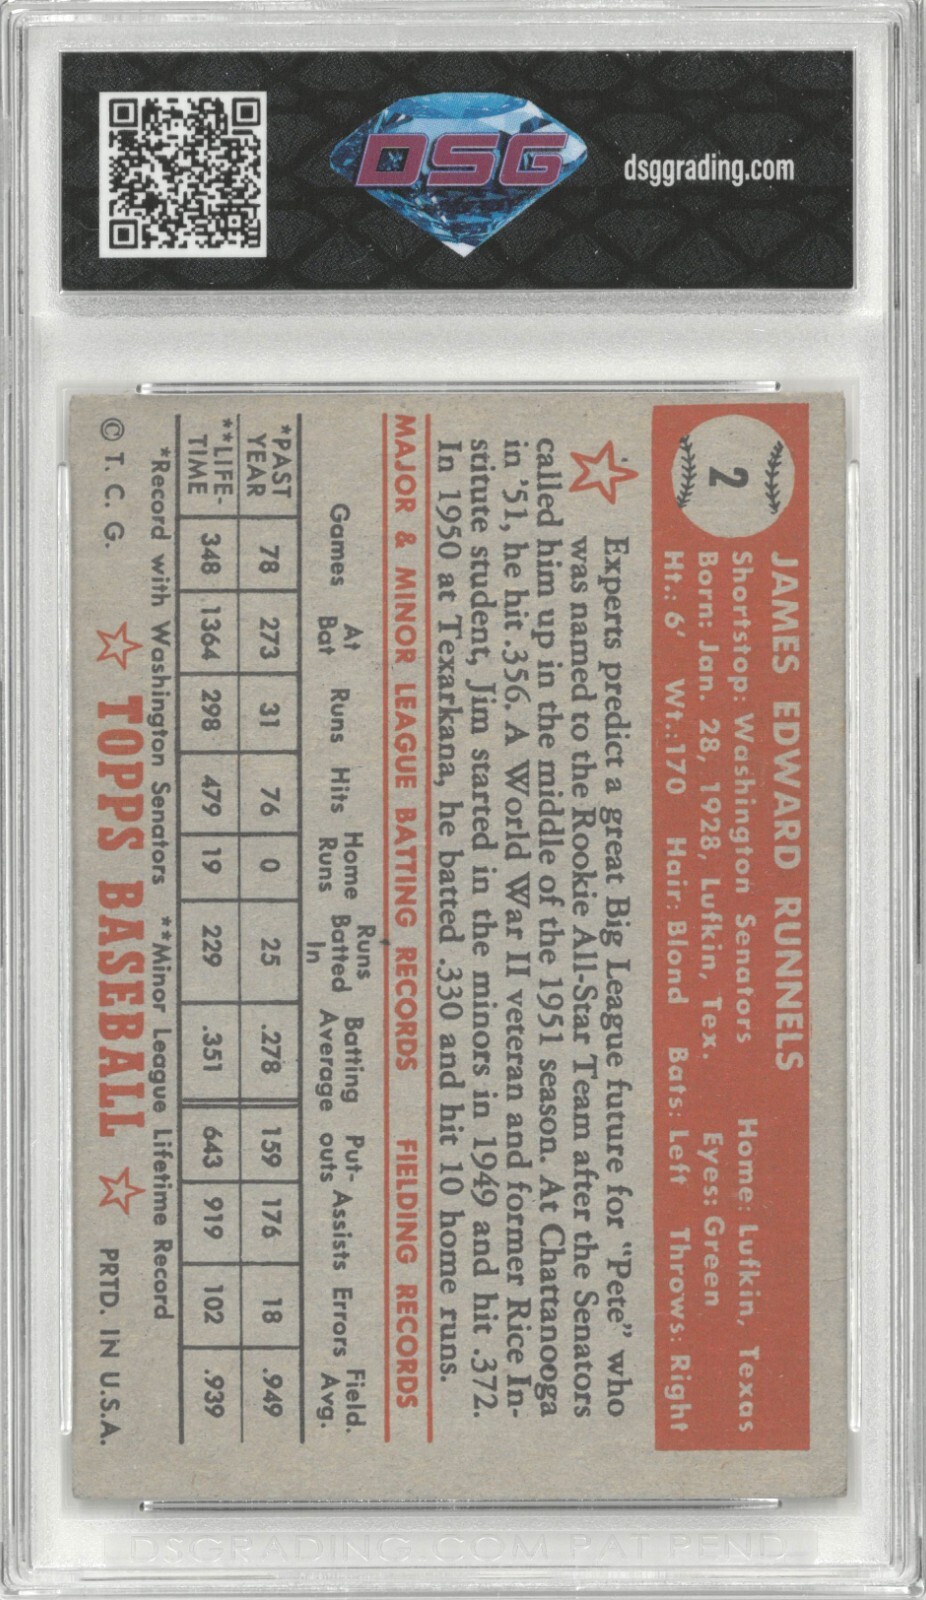 DSG
dsggrading.com
2
JAMES EDWARD RUNNELS
Shortstop: Washington Senators Home: Lufkin, Texas
Born: Jan. 28, 1928, Lufkin, Tex. Eyes: Green
Ht.: 6' Wt.: 170 Hair: Blond Bats: Left Throws: Right
Experts predict a great Big League future for "Pete" who
was named to the Rookie All-Star Team after the Senators
called him up in the middle of the 1951 season. At Chattanooga
in '51, he hit .356. A World War II veteran and former Rice In-
stitute student, Jim started in the minors in 1949 and hit .372.
In 1950 at Texarkana, he batted .330 and hit 10 home runs.
MAJOR & MINOR LEAGUE BATTING RECORDS FIELDING RECORDS
Games At Bat Runs Hits Home Runs Runs Batted In Batting Average Put-outs Assists Errors Field. Avg.
*PAST YEAR 78 273 31 76 0 25 .278 159 176 18 .949
**LIFE-TIME 348 1364 298 479 19 229 .351 643 919 102 .939
*Record with Washington Senators **Minor League Lifetime Record
© T. C. G. TOPPS BASEBALL PRTD. IN U.S.A.
DSGRADING.COM PAT PEND